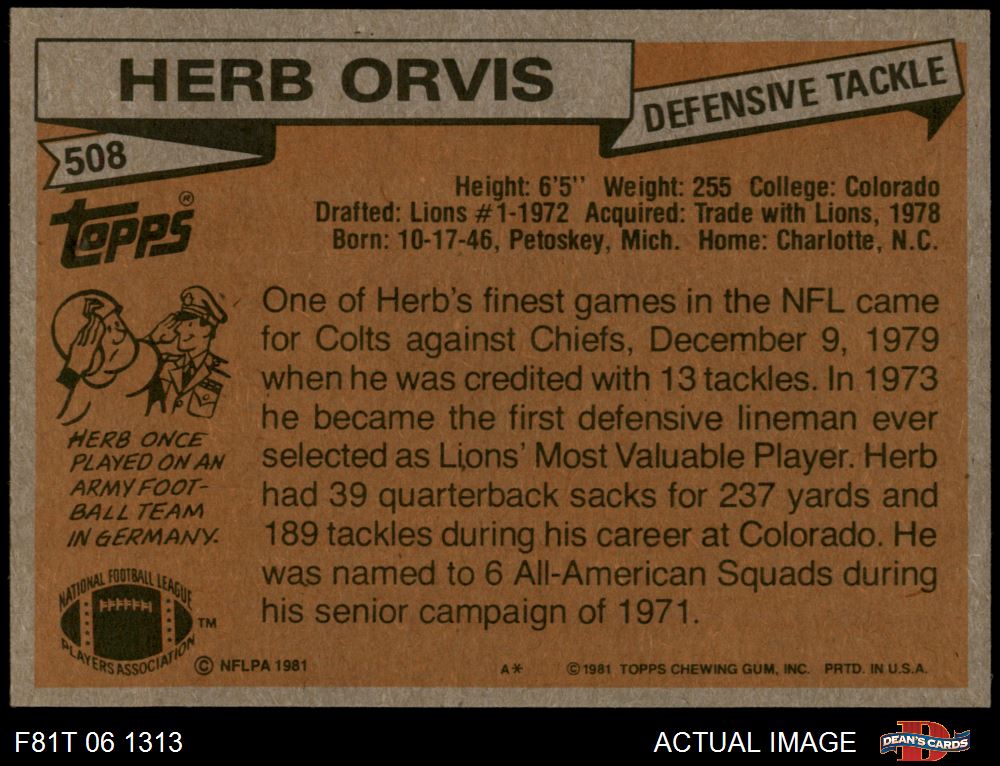 HERB ORVIS
DEFENSIVE TACKLE
508
TOPPS®
Height: 6'5'' Weight: 255 College: Colorado
Drafted: Lions #1-1972 Acquired: Trade with Lions, 1978
Born: 10-17-46, Petoskey, Mich. Home: Charlotte, N.C.
One of Herb's finest games in the NFL came
for Colts against Chiefs, December 9, 1979
when he was credited with 13 tackles. In 1973
he became the first defensive lineman ever
selected as Lions' Most Valuable Player. Herb
had 39 quarterback sacks for 237 yards and
189 tackles during his career at Colorado. He
was named to 6 All-American Squads during
his senior campaign of 1971.
HERB ONCE
PLAYED ON AN
ARMY FOOT-
BALL TEAM
IN GERMANY.
NATIONAL FOOTBALL LEAGUE
PLAYERS ASSOCIATION
TM
© NFLPA 1981
A*
© 1981 TOPPS CHEWING GUM, INC. PRTD. IN U.S.A.
F81T 06 1313
ACTUAL IMAGE
D
DEAN'S CARDS